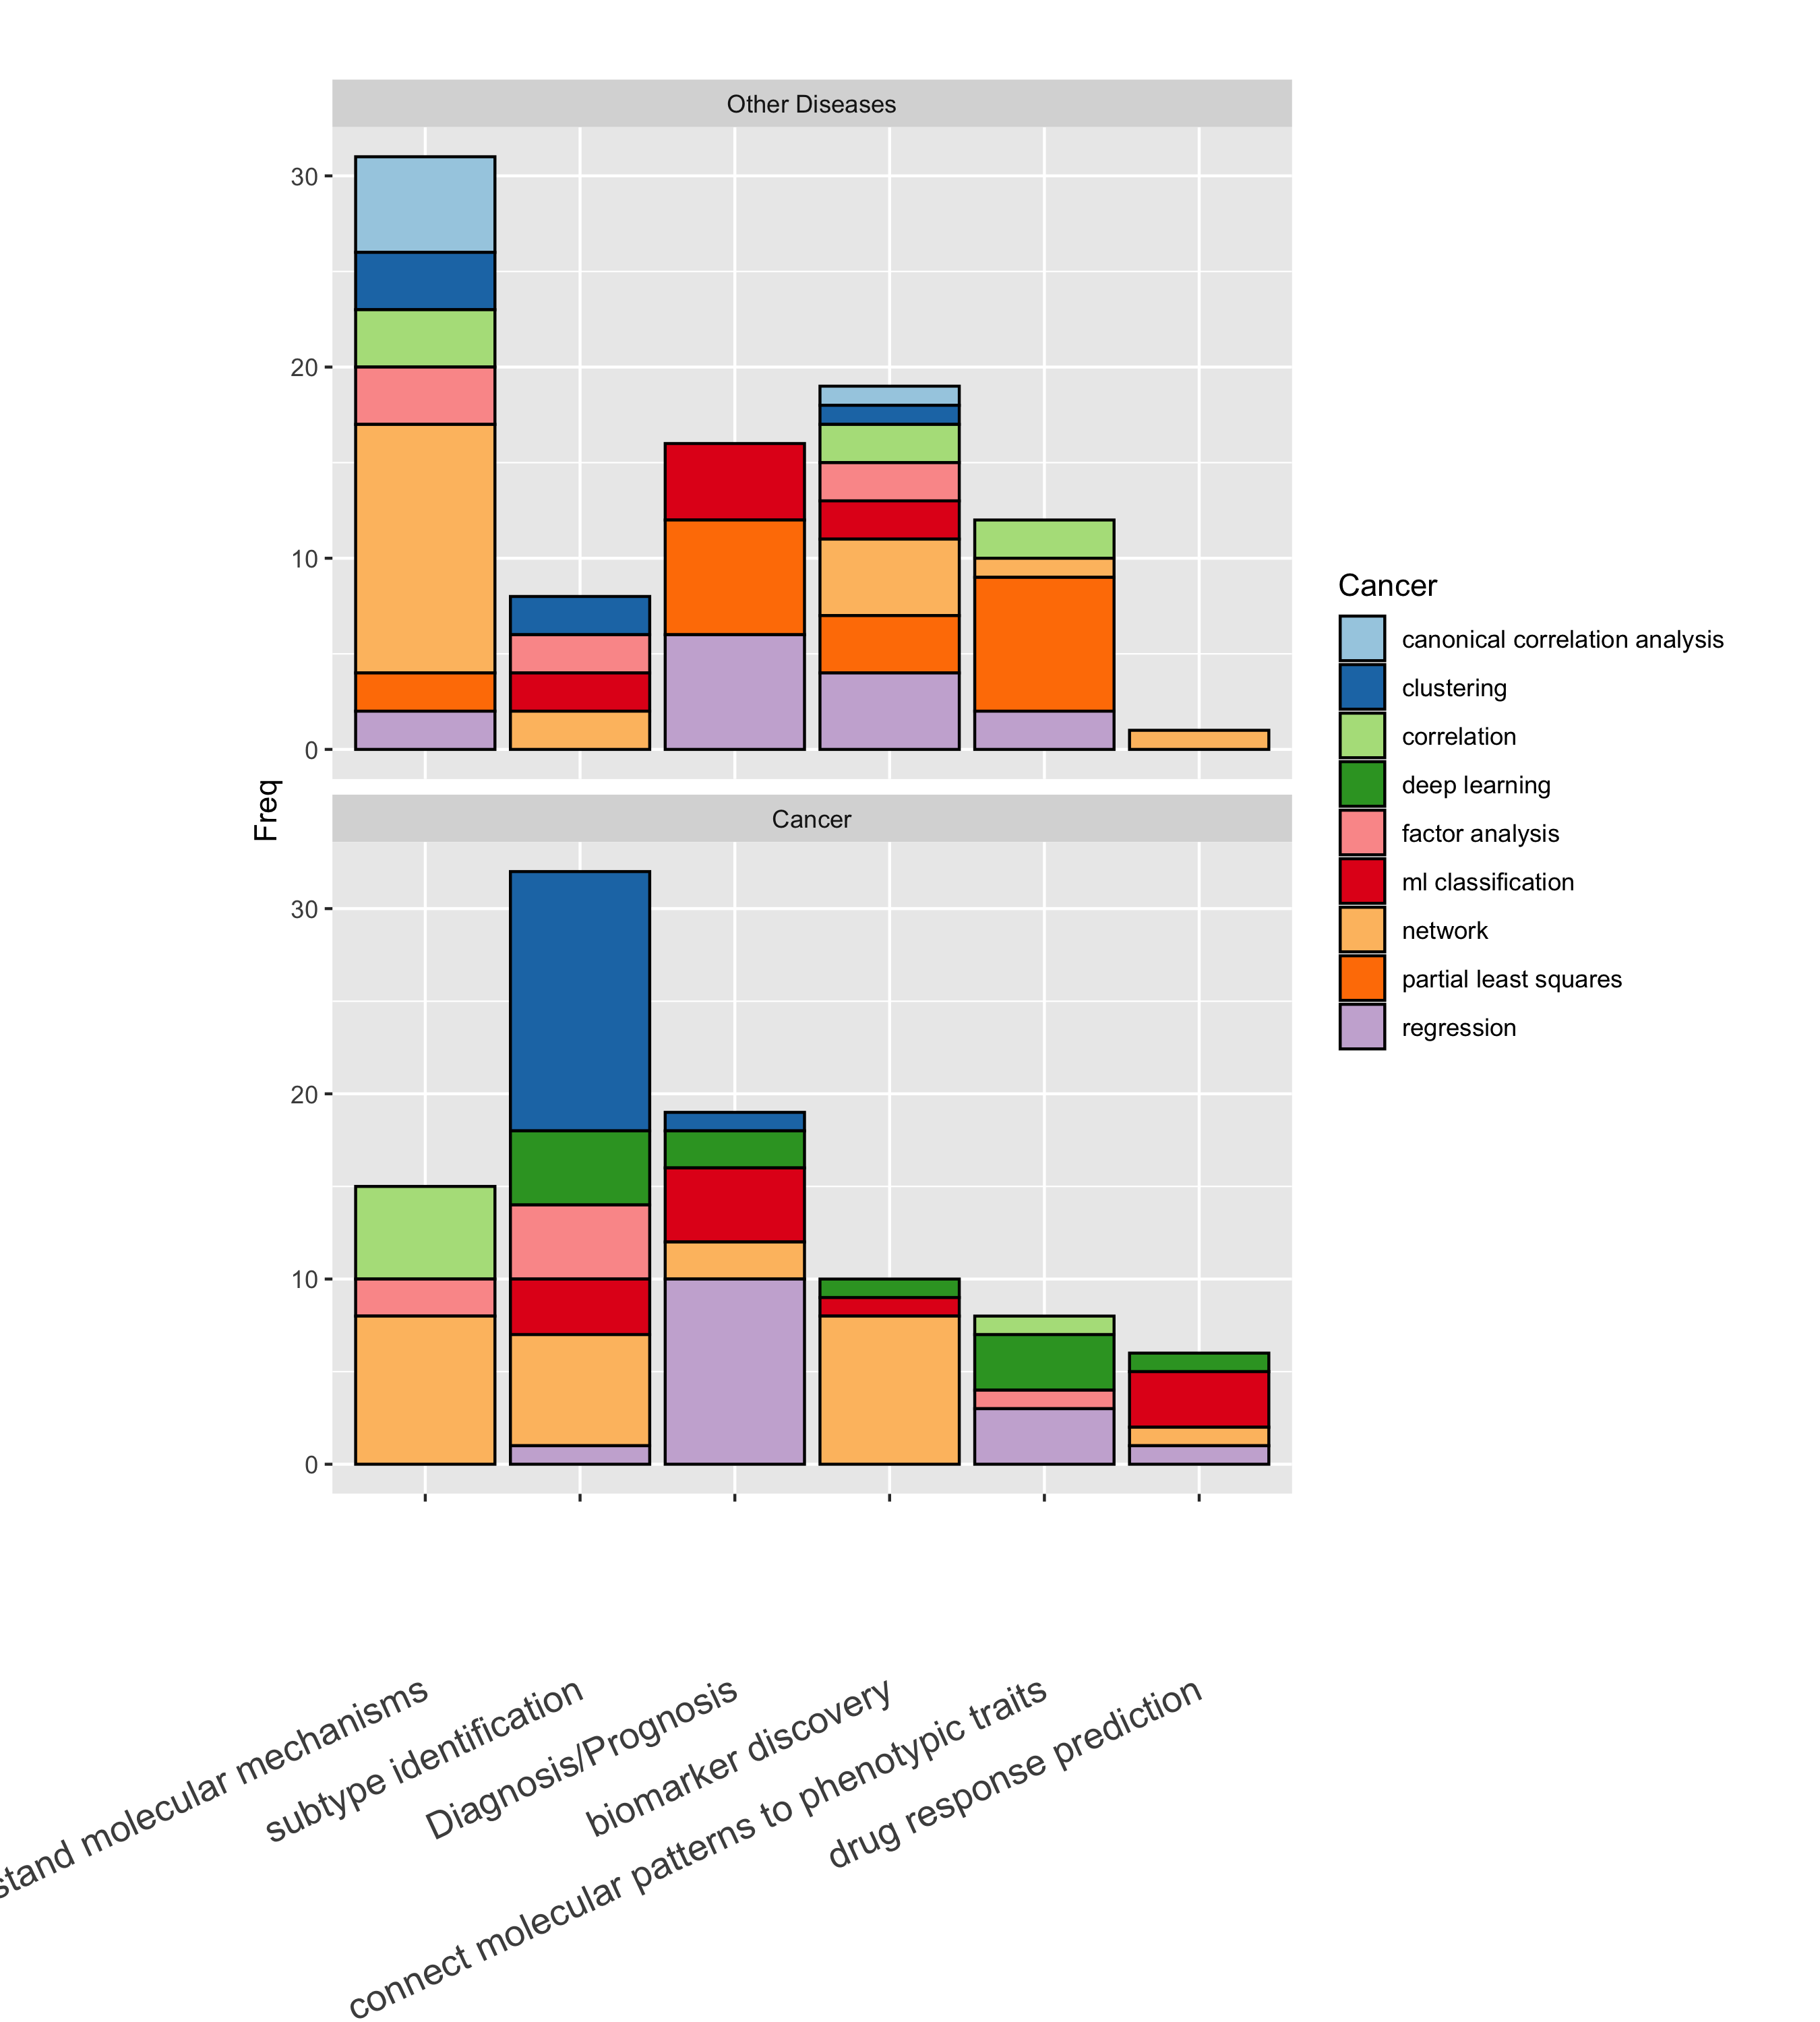 Other Diseases
30
20
10
0
Freq
Cancer
30
20
10
0
molecular mechanisms
subtype identification
Diagnosis/Prognosis
biomarker discovery
connect molecular patterns to phenotypic traits
drug response prediction
Cancer
canonical correlation analysis
clustering
correlation
deep learning
factor analysis
ml classification
network
partial least squares
regression